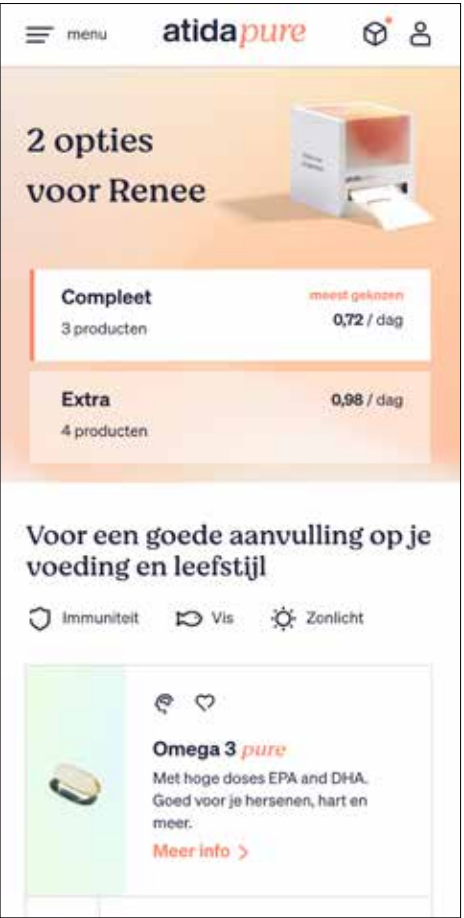 menu
atida pure
2 opties
voor Renee
Compleet
meest gekozen
3 producten
0,72 / dag
Extra
0,98 / dag
4 producten
Voor een goede aanvulling op je
voeding en leefstijl
Immuniteit
Vis
Zonlicht
Omega 3 pure
Met hoge doses EPA and DHA.
Goed voor je hersenen, hart en
meer.
Meer info